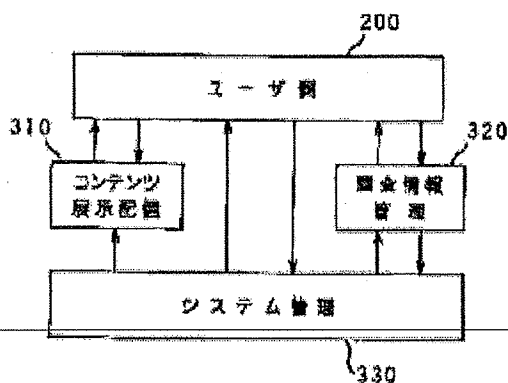 200
ユーザ側
310
コンテンツ
展示配信
320
課金情報
管理
システム管理
330